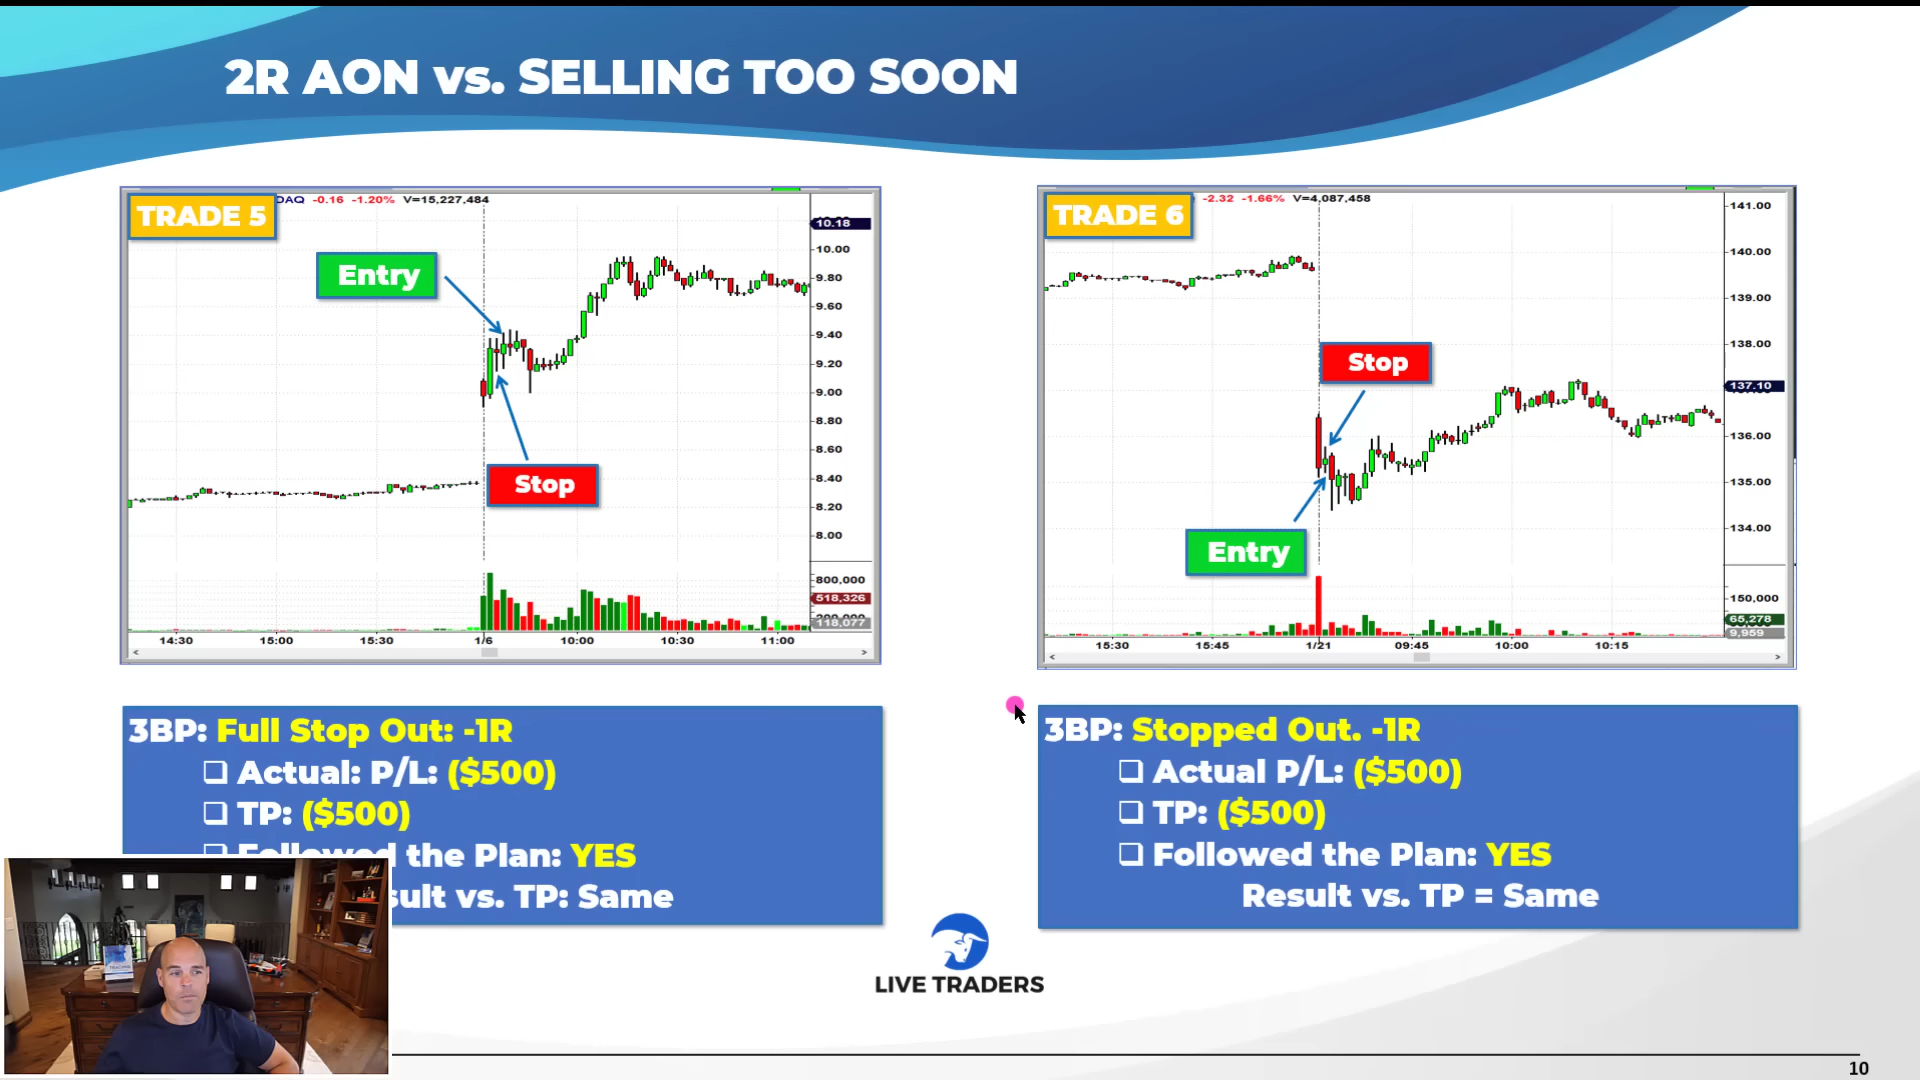 2R AON vs. SELLING TOO SOON
TRADE 5
DAQ -0.16 -1.20% V=15,227,484
Entry
Stop
10.18
10.00
9.80
9.60
9.40
9.20
9.00
8.80
8.60
8.40
8.20
8.00
800,000
518,326
118,077
14:30 15:00 15:30 1/6 10:00 10:30 11:00
TRADE 6
-2.32 -1.66% V=4,087,458
Stop
Entry
141.00
140.00
139.00
138.00
137.10
136.00
135.00
134.00
150,000
65,278
9,959
15:30 15:45 1/21 09:45 10:00 10:15
3BP: Full Stop Out: -1R
❑ Actual: P/L: ($500)
❑ TP: ($500)
❑ Followed the Plan: YES
sult vs. TP: Same
3BP: Stopped Out. -1R
❑ Actual P/L: ($500)
❑ TP: ($500)
❑ Followed the Plan: YES
Result vs. TP = Same
LIVE TRADERS
10